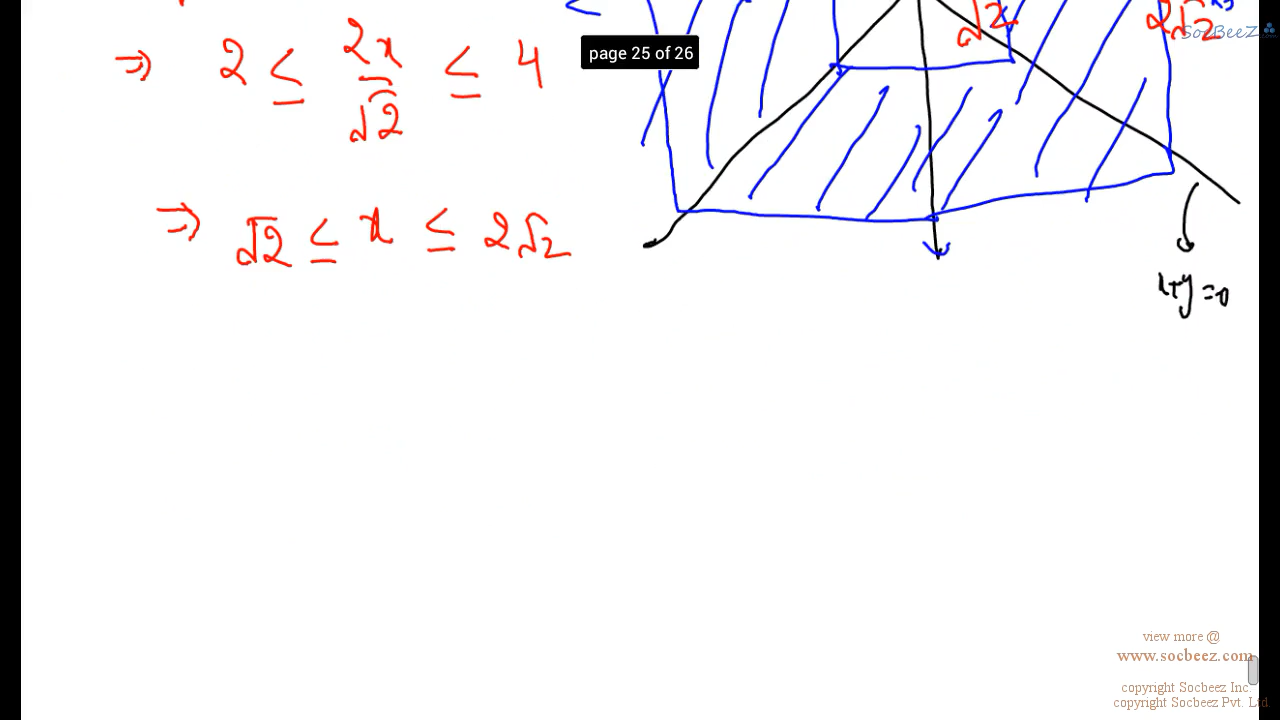 √2
2√2
SocBeeZ
page 25 of 26
⇒ 2 ≤ 2x/√2 ≤ 4
⇒ √2 ≤ x ≤ 2√2
x+y=0
view more @
www.socbeez.com
copyright Socbeez Inc.
copyright Socbeez Pvt. Ltd.